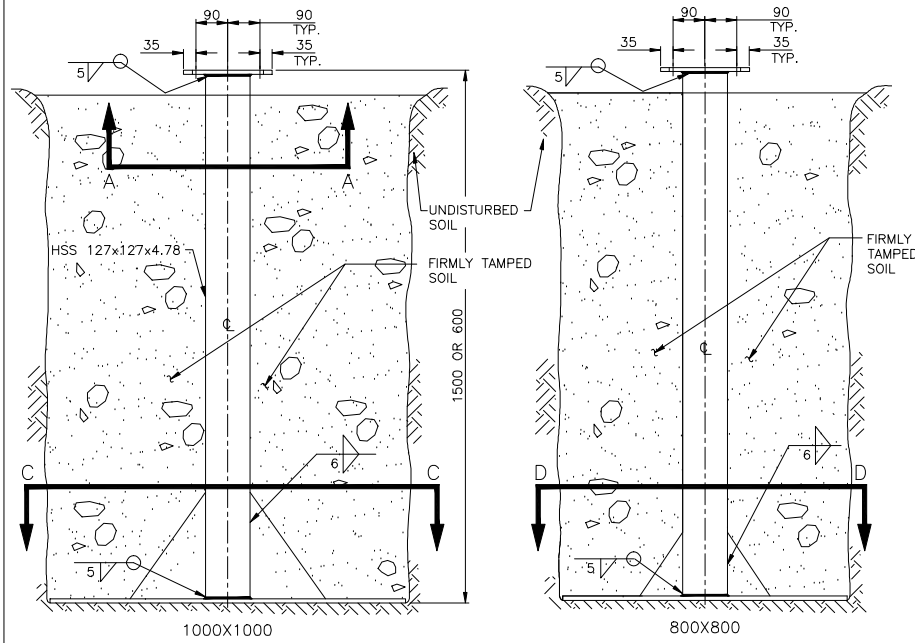 90
90
TYP.
35
35
TYP.
5
A
A
HSS 127x127x4.78
UNDISTURBED
SOIL
FIRMLY TAMPED
SOIL
℄
1500 OR 600
6
C
C
5
1000X1000
90
90
TYP.
35
35
TYP.
5
FIRMLY
TAMPED
SOIL
℄
6
D
D
5
800X800